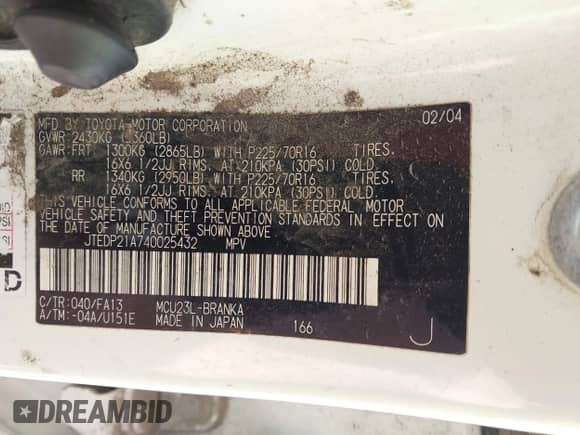 02/04
MFD BY TOYOTA MOTOR CORPORATION
GVWR 2430KG ( 360LB)
GAWR:FRT 1300KG (2865LB) WITH P225/70R16 TIRES.
16X6 1/2JJ RIMS. AT 210KPA (30PSI) COLD
RR 1340KG (2950LB) WITH P225/70R16 TIRES.
16X6 1/2JJ RIMS. AT 210KPA (30PSI) COLD.
THIS VEHICLE CONFORMS TO ALL APPLICABLE FEDERAL MOTOR
VEHICLE SAFETY AND THEFT PREVENTION STANDARDS IN EFFECT ON
THE DATE OF MANUFACTURE SHOWN ABOVE.
JTEDP21A740025432 MPV
C/TR: 040/FA13 MCU23L-BRANKA
A/TM: -04A/U151E MADE IN JAPAN 166 J
D
DREAMBID